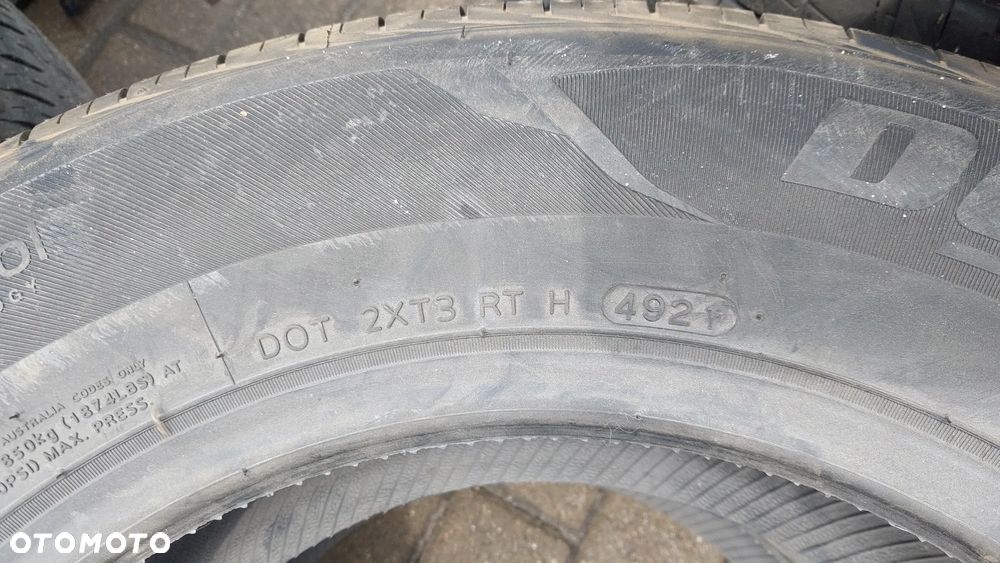 DOT 2XT3 RT H 4921
AUSTRALIA CODES ONLY
850kg (1874LBS) AT
MAX. PRESS.
OTOMOTO